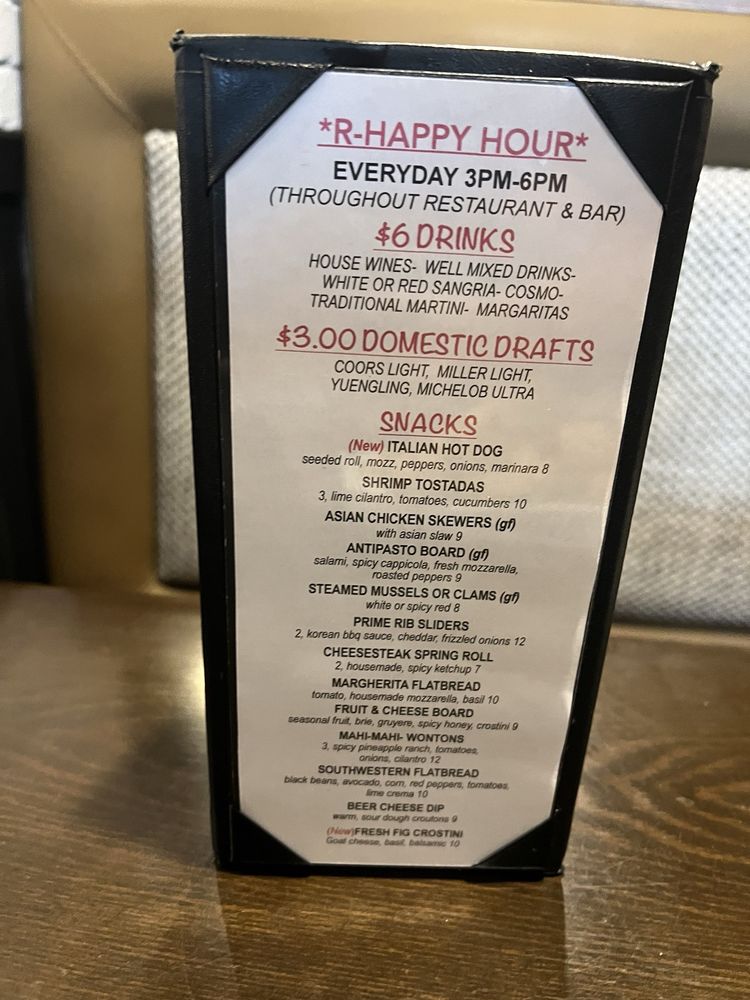 *R-HAPPY HOUR*
EVERYDAY 3PM-6PM
(THROUGHOUT RESTAURANT & BAR)
$6 DRINKS
HOUSE WINES- WELL MIXED DRINKS-
WHITE OR RED SANGRIA- COSMO-
TRADITIONAL MARTINI- MARGARITAS
$3.00 DOMESTIC DRAFTS
COORS LIGHT, MILLER LIGHT,
YUENGLING, MICHELOB ULTRA
SNACKS
(New) ITALIAN HOT DOG
seeded roll, mozz, peppers, onions, marinara 8
SHRIMP TOSTADAS
3, lime cilantro, tomatoes, cucumbers 10
ASIAN CHICKEN SKEWERS (gf)
with asian slaw 9
ANTIPASTO BOARD (gf)
salami, spicy cappicola, fresh mozzarella,
roasted peppers 9
STEAMED MUSSELS OR CLAMS (gf)
white or spicy red 8
PRIME RIB SLIDERS
2, korean bbq sauce, cheddar, frizzled onions 12
CHEESESTEAK SPRING ROLL
2, housemade, spicy ketchup 7
MARGHERITA FLATBREAD
tomato, housemade mozzarella, basil 10
FRUIT & CHEESE BOARD
seasonal fruit, brie, gruyere, spicy honey, crostini 9
MAHI-MAHI- WONTONS
3, spicy pineapple ranch, tomatoes,
onions, cilantro 12
SOUTHWESTERN FLATBREAD
black beans, avocado, corn, red peppers, tomatoes,
lime crema 10
BEER CHEESE DIP
warm, sour dough croutons 9
(New)FRESH FIG CROSTINI
Goat cheese, basil, balsamic 10